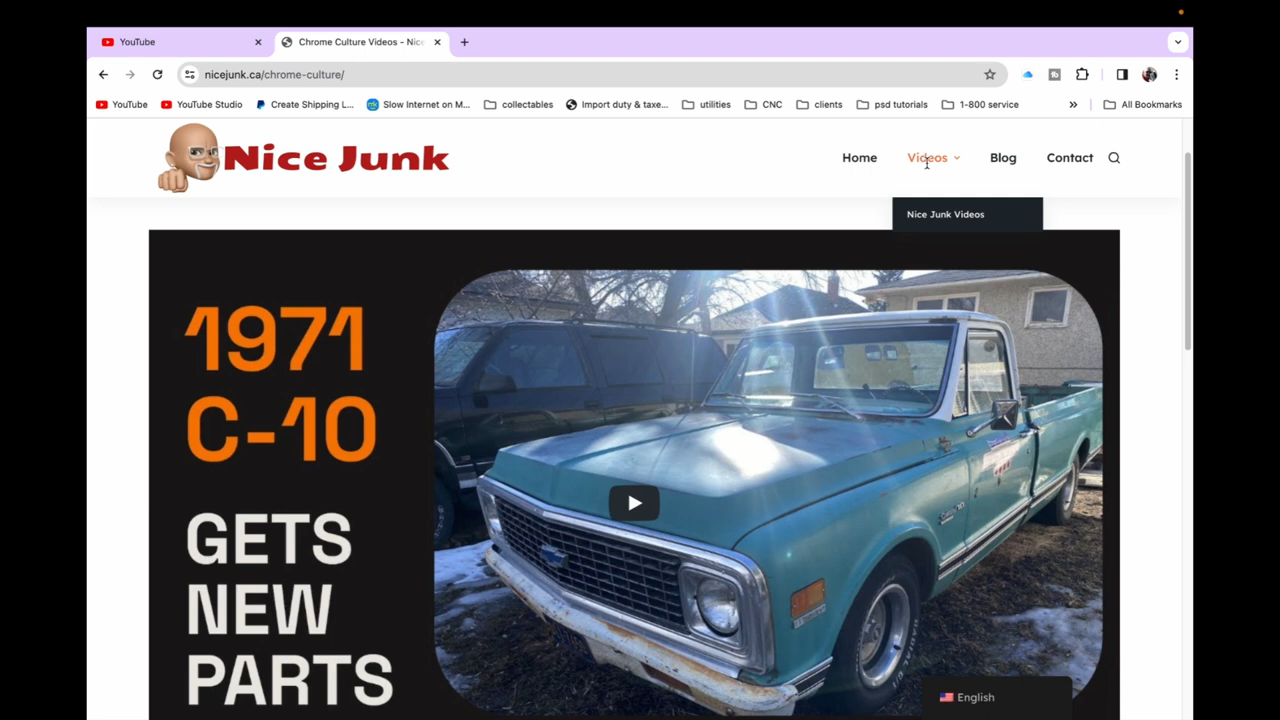 YouTube
Chrome Culture Videos - Nice
nicejunk.ca/chrome-culture/
YouTube
YouTube Studio
Create Shipping L...
Slow Internet on M...
collectables
Import duty & taxe...
utilities
CNC
clients
psd tutorials
1-800 service
All Bookmarks
Nice Junk
Home
Videos
Blog
Contact
Nice Junk Videos
1971
C-10
GETS
NEW
PARTS
English